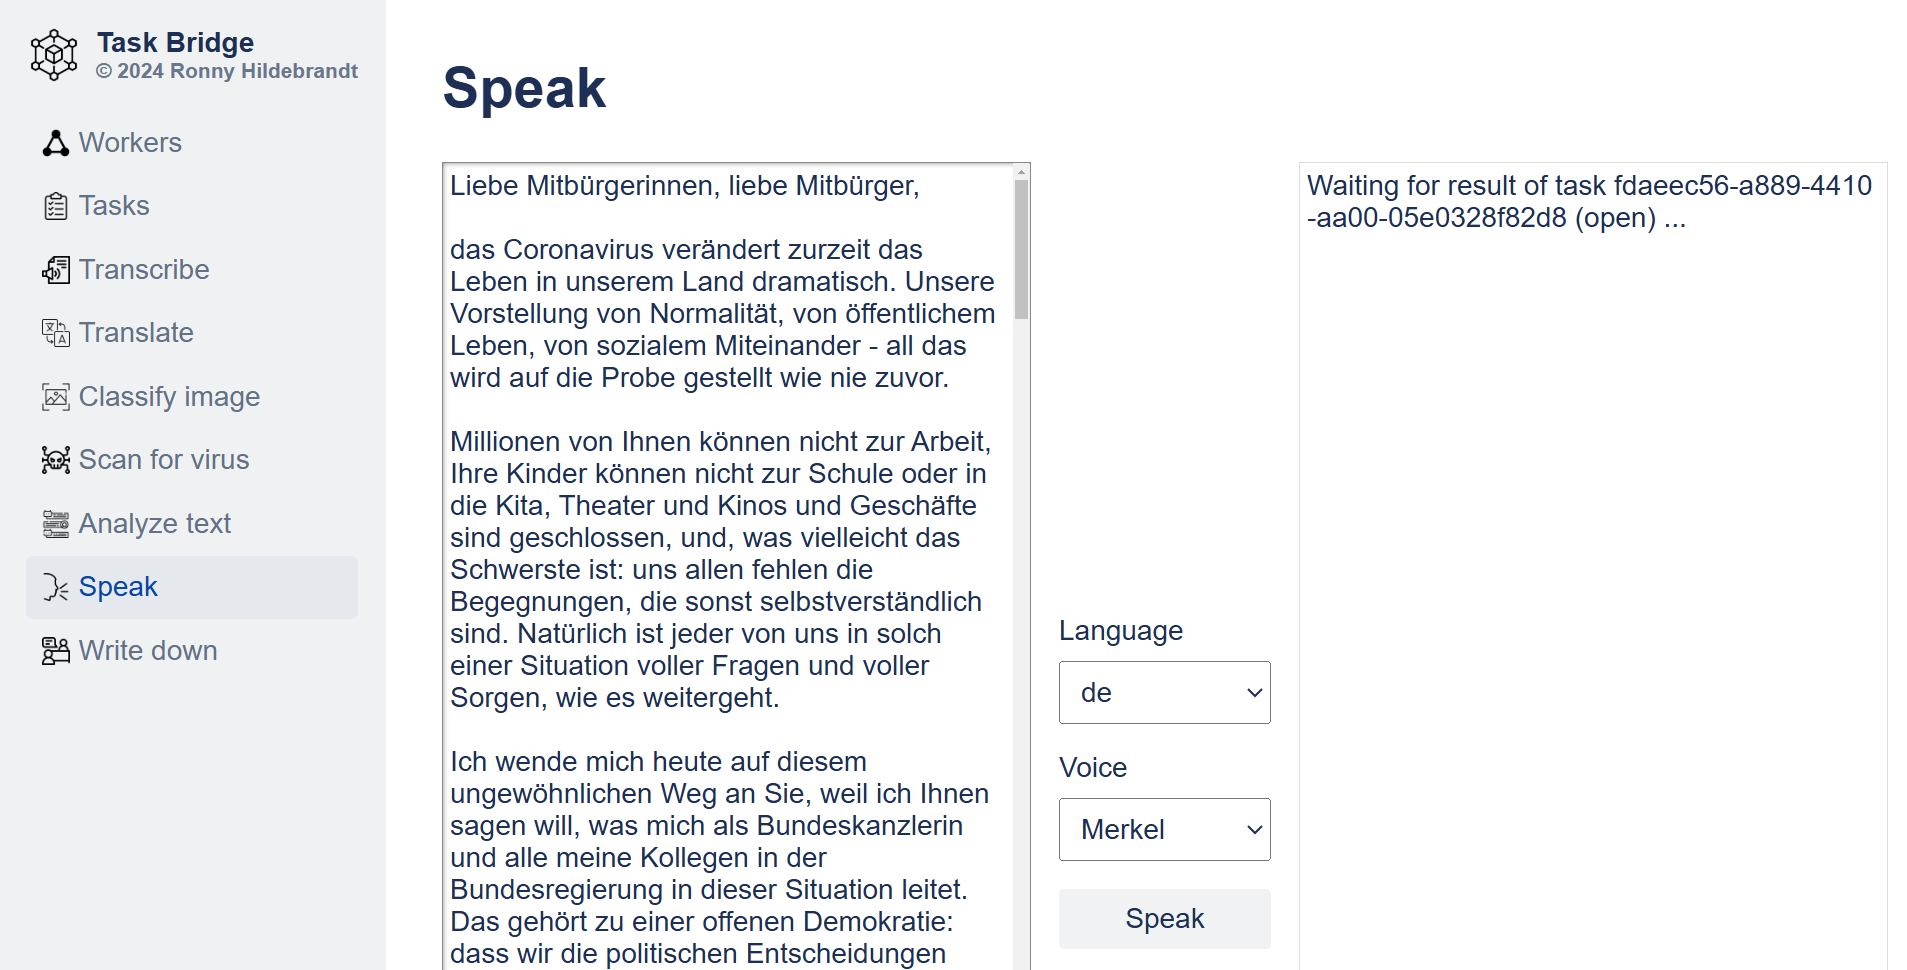 Task Bridge
© 2024 Ronny Hildebrandt
Workers
Tasks
Transcribe
Translate
Classify image
Scan for virus
Analyze text
Speak
Write down
Speak
Liebe Mitbürgerinnen, liebe Mitbürger,
das Coronavirus verändert zurzeit das
Leben in unserem Land dramatisch. Unsere
Vorstellung von Normalität, von öffentlichem
Leben, von sozialem Miteinander - all das
wird auf die Probe gestellt wie nie zuvor.
Millionen von Ihnen können nicht zur Arbeit,
Ihre Kinder können nicht zur Schule oder in
die Kita, Theater und Kinos und Geschäfte
sind geschlossen, und, was vielleicht das
Schwerste ist: uns allen fehlen die
Begegnungen, die sonst selbstverständlich
sind. Natürlich ist jeder von uns in solch
einer Situation voller Fragen und voller
Sorgen, wie es weitergeht.
Ich wende mich heute auf diesem
ungewöhnlichen Weg an Sie, weil ich Ihnen
sagen will, was mich als Bundeskanzlerin
und alle meine Kollegen in der
Bundesregierung in dieser Situation leitet.
Das gehört zu einer offenen Demokratie:
dass wir die politischen Entscheidungen
Language
de
Voice
Merkel
Speak
Waiting for result of task fdaeec56-a889-4410
-aa00-05e0328f82d8 (open) ...